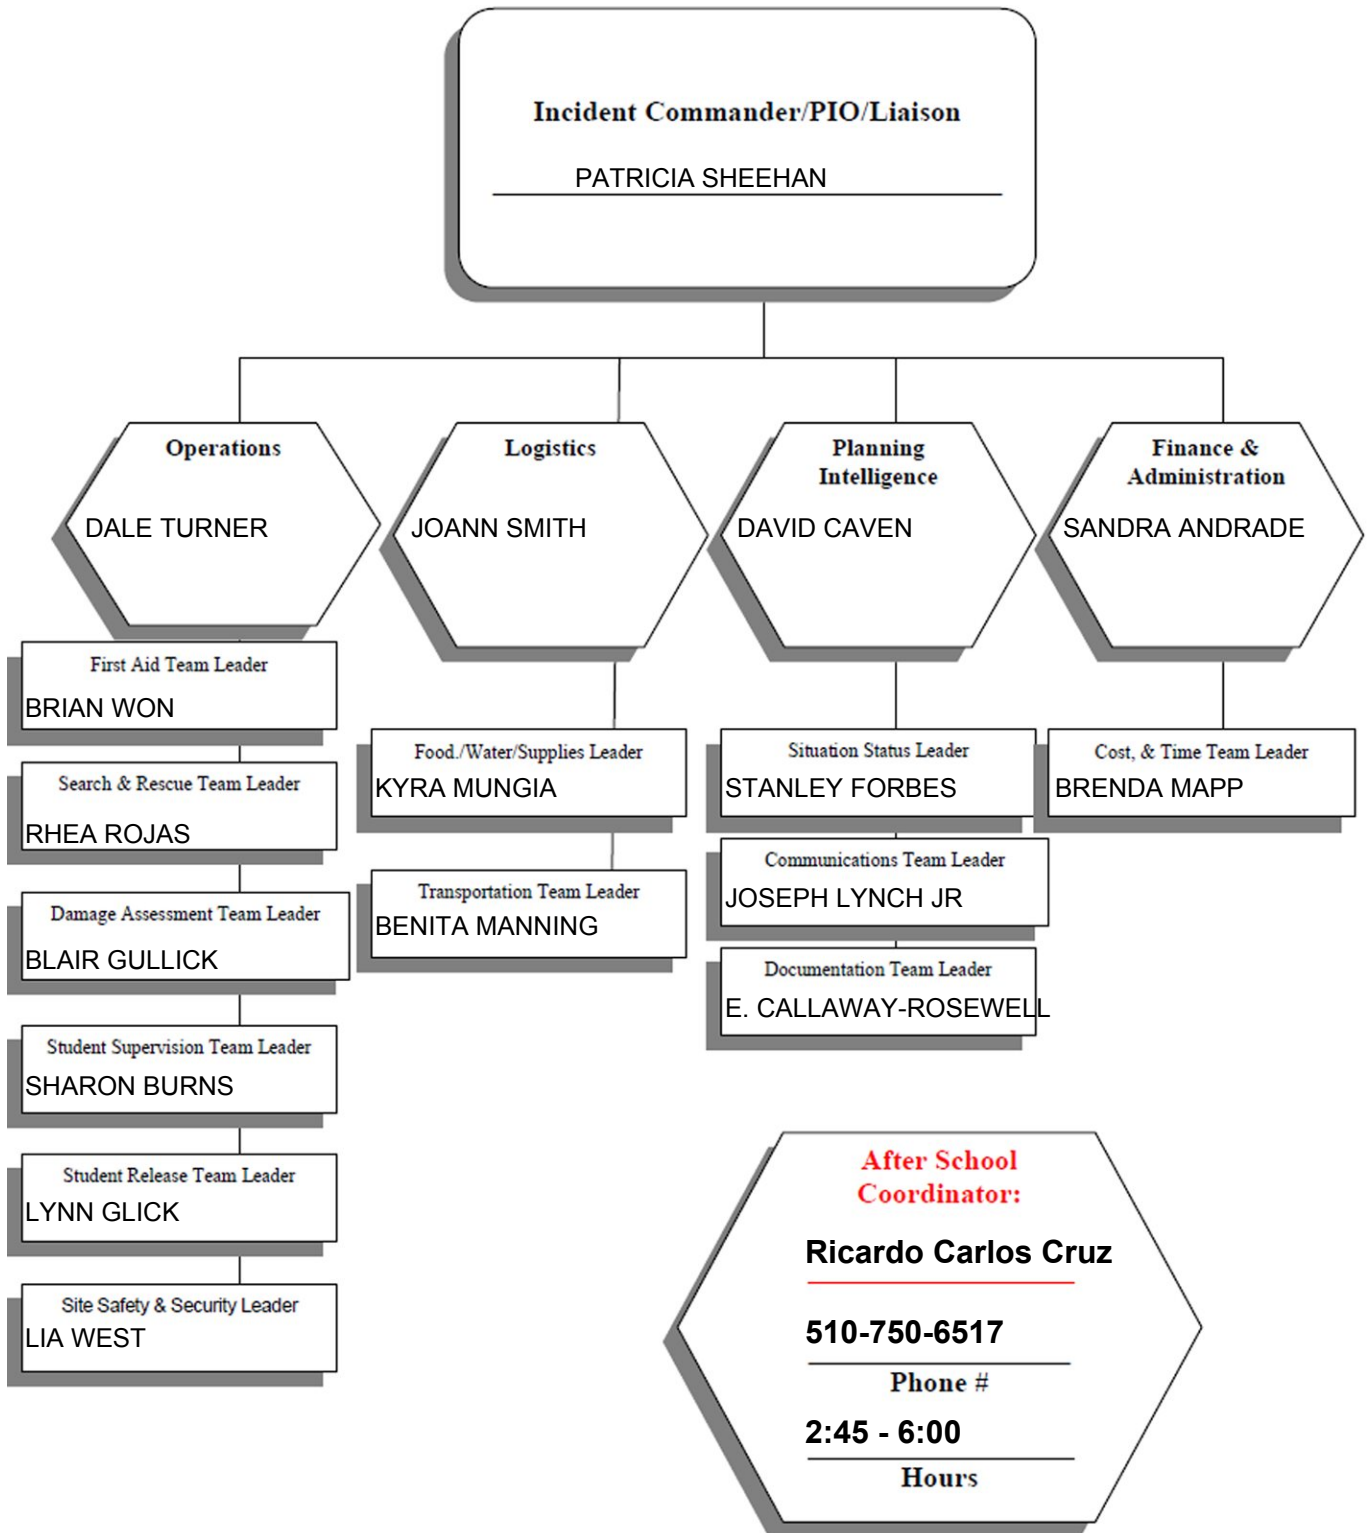 Incident Commander/PIO/Liaison
PATRICIA SHEEHAN
Operations
DALE TURNER
Logistics
JOANN SMITH
Planning
Intelligence
DAVID CAVEN
Finance &
Administration
SANDRA ANDRADE
First Aid Team Leader
BRIAN WON
Search & Rescue Team Leader
RHEA ROJAS
Damage Assessment Team Leader
BLAIR GULLICK
Student Supervision Team Leader
SHARON BURNS
Student Release Team Leader
LYNN GLICK
Site Safety & Security Leader
LIA WEST
Food./Water/Supplies Leader
KYRA MUNGIA
Transportation Team Leader
BENITA MANNING
Situation Status Leader
STANLEY FORBES
Communications Team Leader
JOSEPH LYNCH JR
Documentation Team Leader
E. CALLAWAY-ROSEWELL
Cost, & Time Team Leader
BRENDA MAPP
After School
Coordinator:
Ricardo Carlos Cruz
510-750-6517
Phone #
2:45 - 6:00
Hours